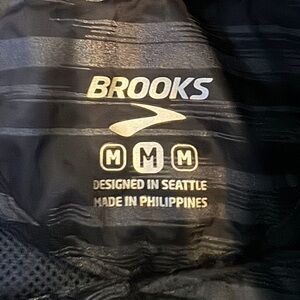 BROOKS
M M M
DESIGNED IN SEATTLE
MADE IN PHILIPPINES